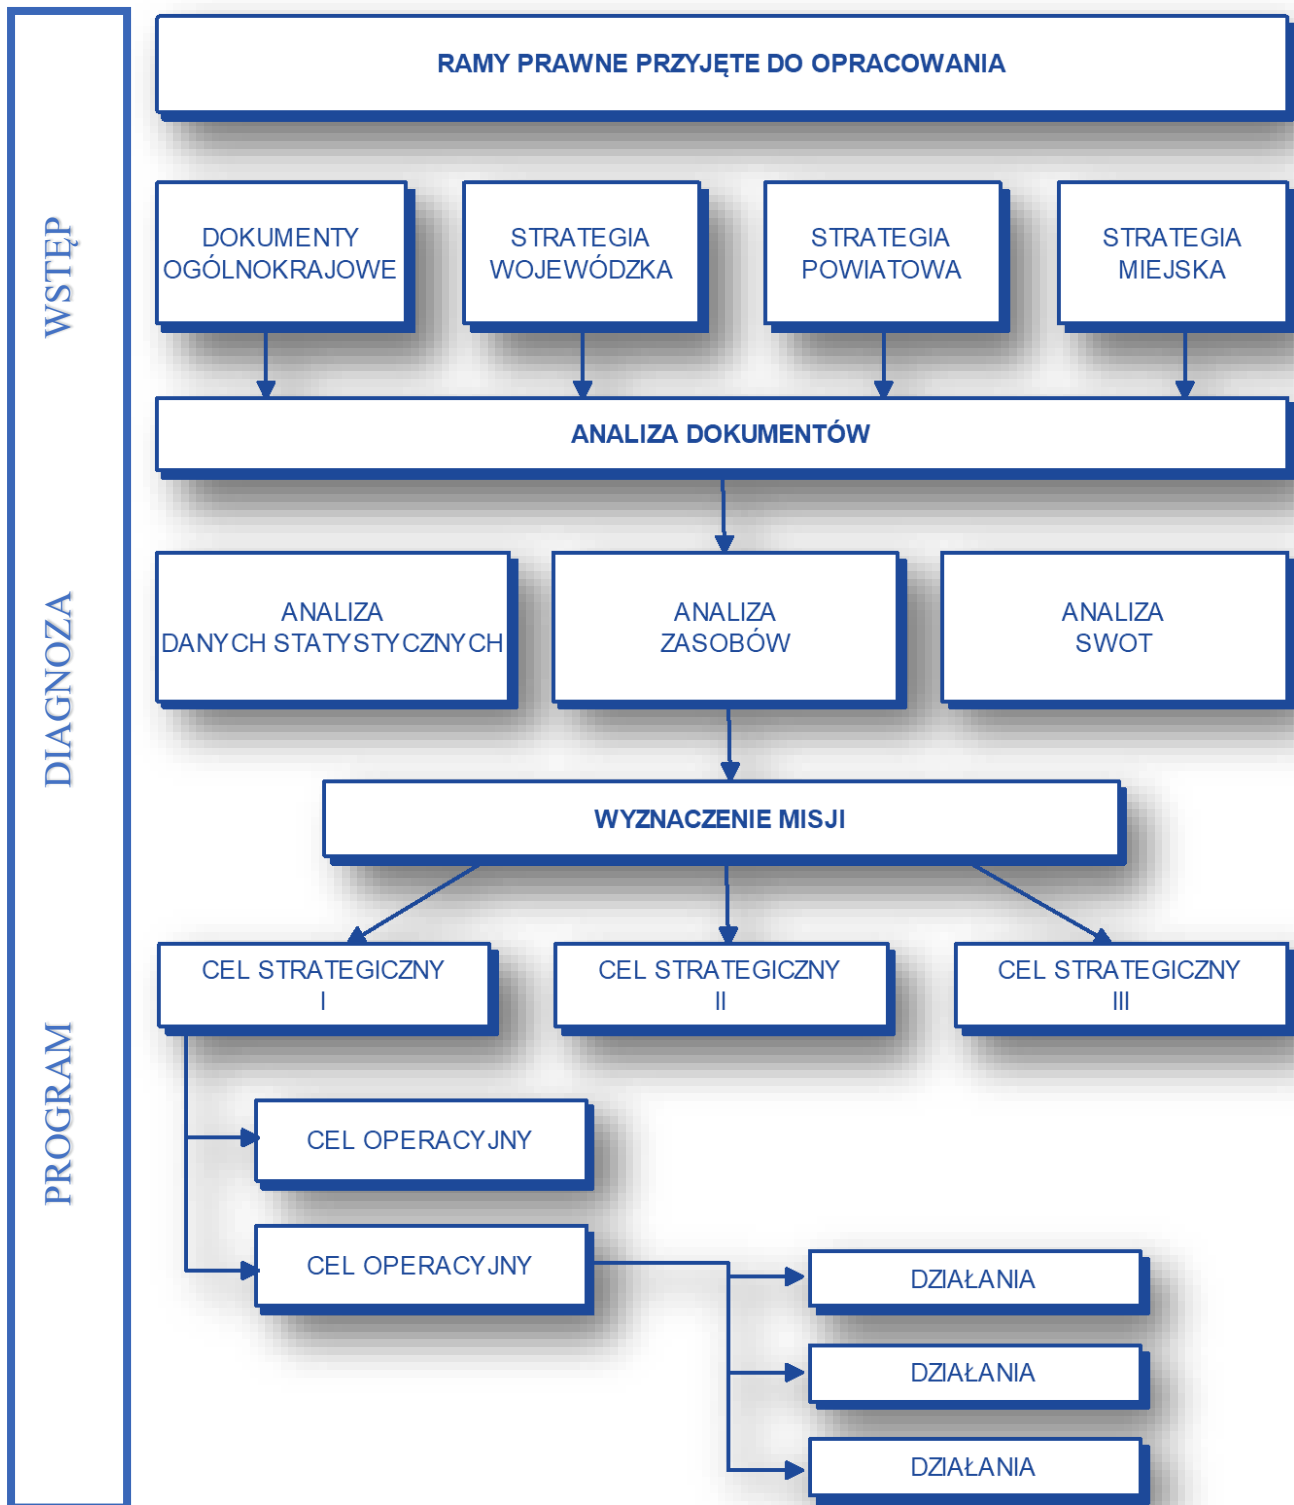 RAMY PRAWNE PRZYJĘTE DO OPRACOWANIA
WSTĘP
DOKUMENTY
OGÓLNOKRAJOWE
STRATEGIA
WOJEWÓDZKA
STRATEGIA
POWIATOWA
STRATEGIA
MIEJSKA
ANALIZA DOKUMENTÓW
DIAGNOZA
ANALIZA
DANYCH STATYSTYCZNYCH
ANALIZA
ZASOBÓW
ANALIZA
SWOT
WYZNACZENIE MISJI
PROGRAM
CEL STRATEGICZNY
I
CEL STRATEGICZNY
II
CEL STRATEGICZNY
III
CEL OPERACYJNY
CEL OPERACYJNY
DZIAŁANIA
DZIAŁANIA
DZIAŁANIA